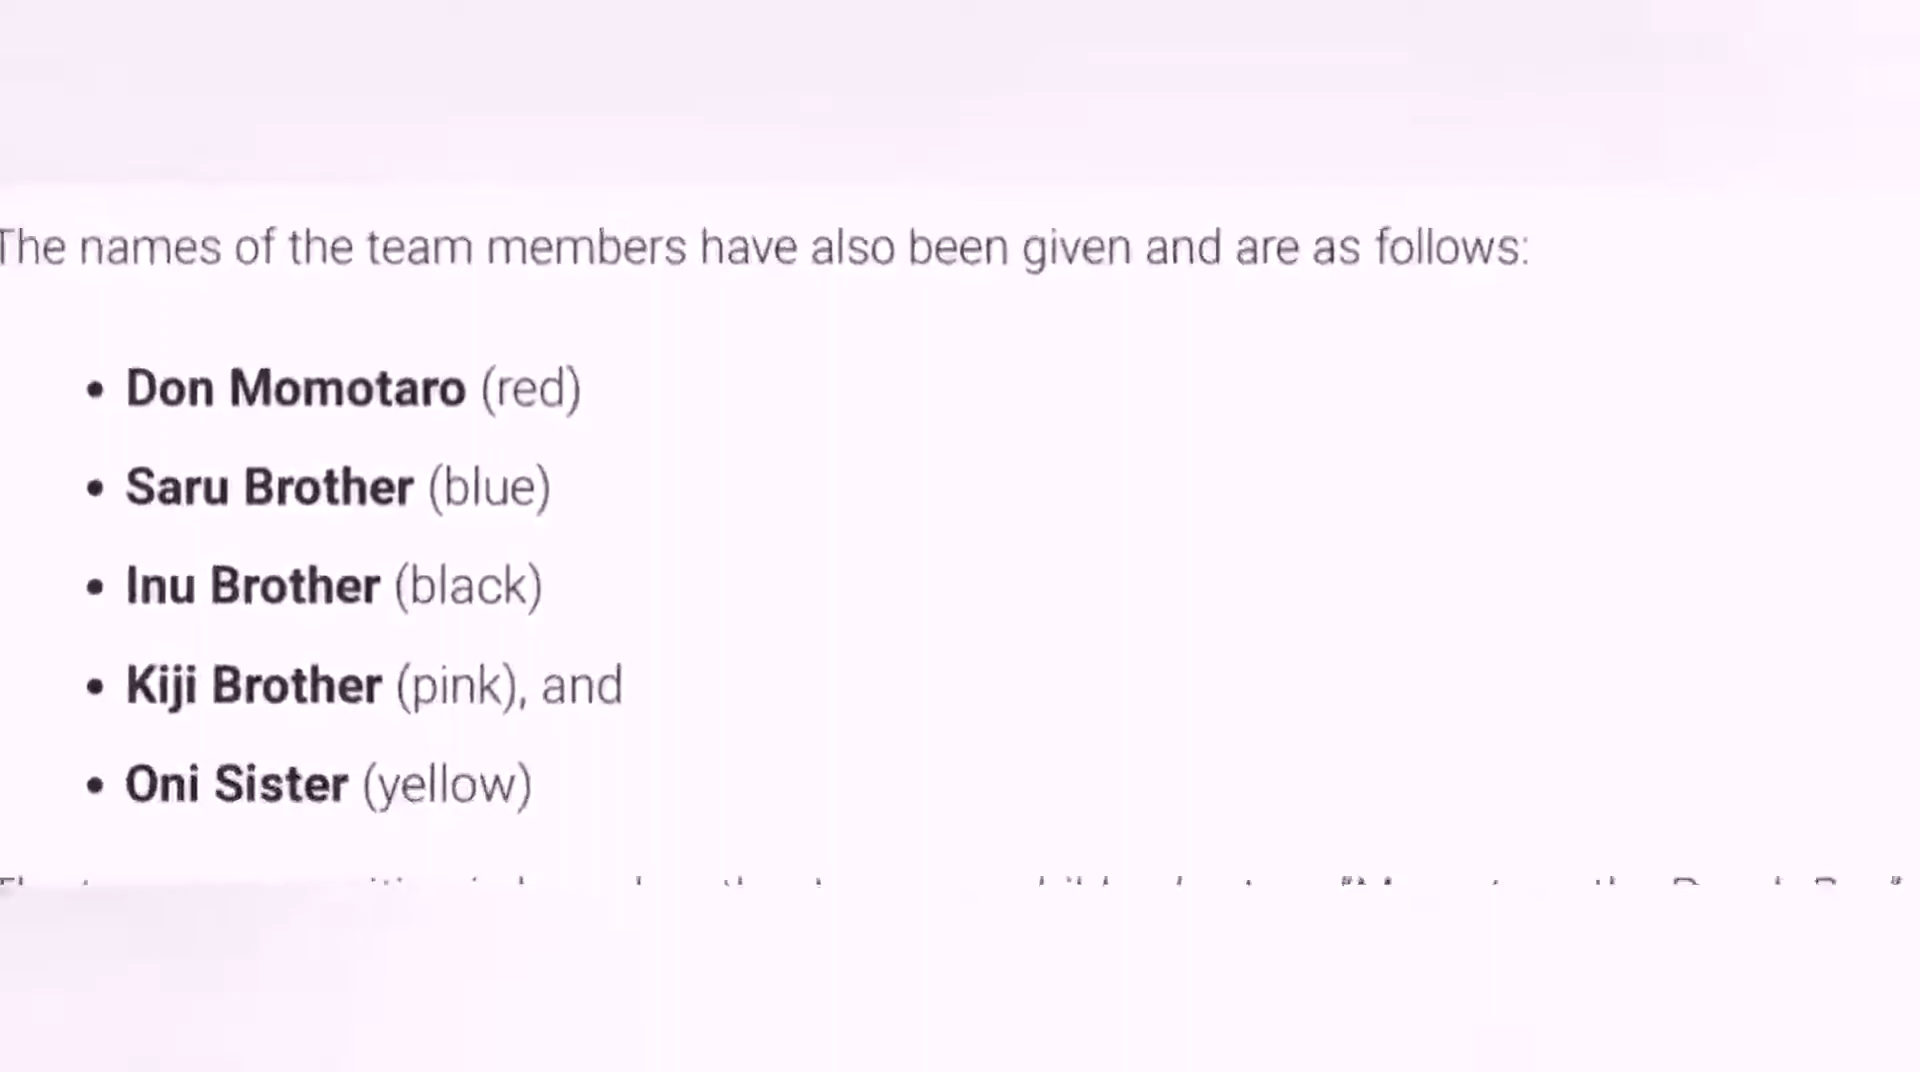 The names of the team members have also been given and are as follows:
• Don Momotaro (red)
• Saru Brother (blue)
• Inu Brother (black)
• Kiji Brother (pink), and
• Oni Sister (yellow)